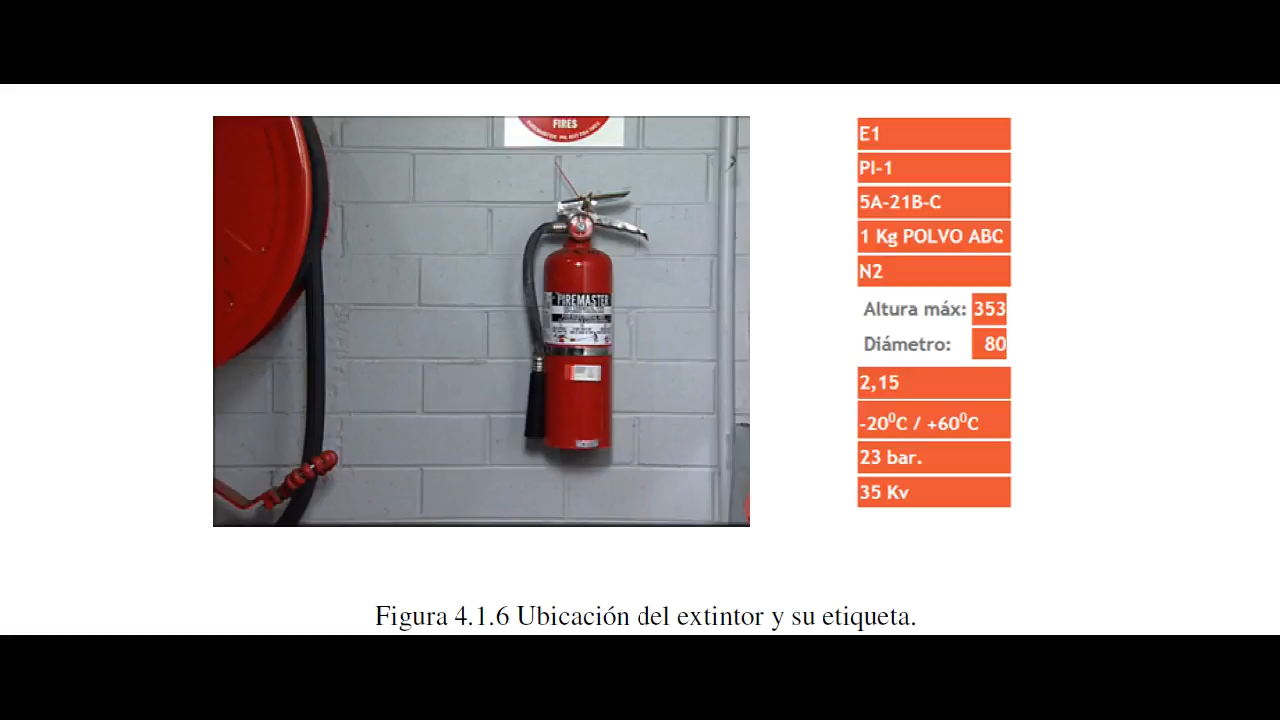 FIRES
FIREMASTER
E1
PI-1
5A-21B-C
1 Kg POLVO ABC
N2
Altura máx: 353
Diámetro: 80
2,15
-20⁰C / +60⁰C
23 bar.
35 Kv
Figura 4.1.6 Ubicación del extintor y su etiqueta.